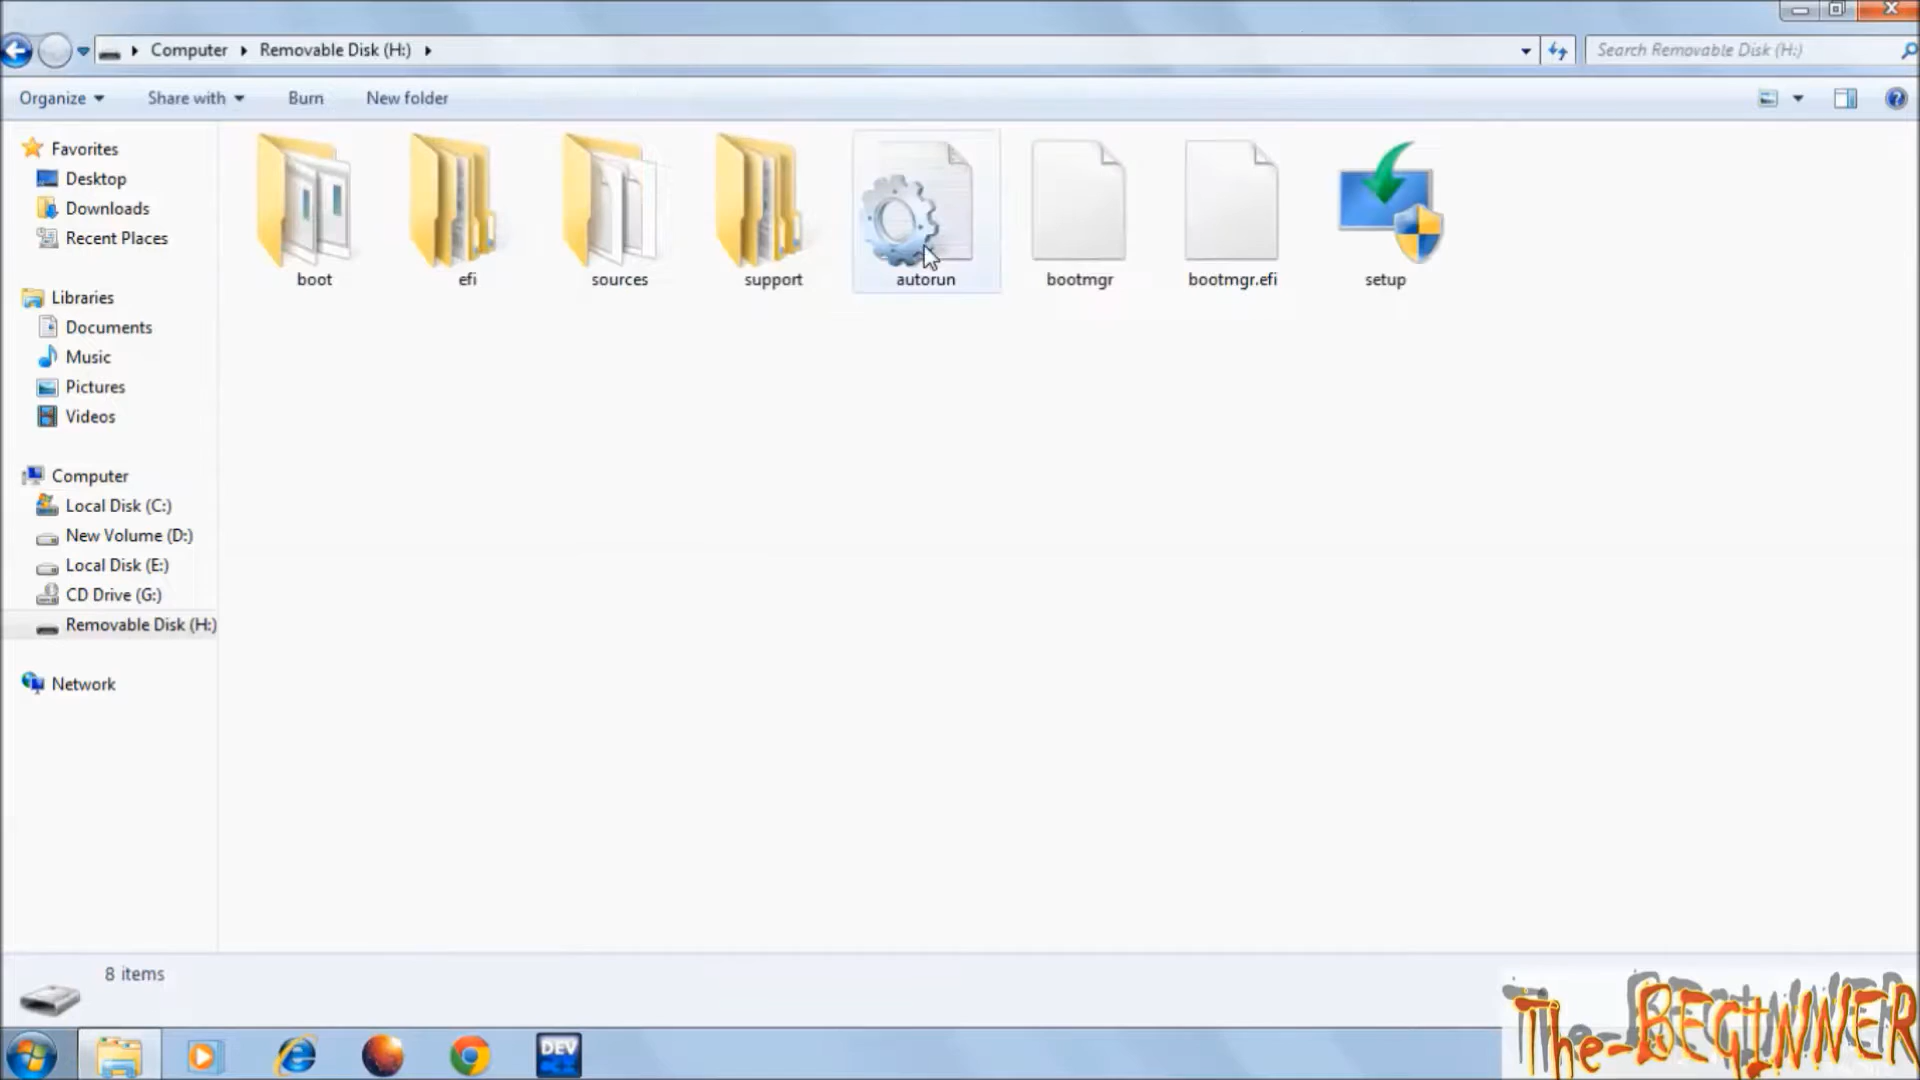 Computer Removable Disk (H:)
Search Removable Disk (H:)
Organize Share with Burn New folder
Favorites
Desktop
Downloads
Recent Places
Libraries
Documents
Music
Pictures
Videos
Computer
Local Disk (C:)
New Volume (D:)
Local Disk (E:)
CD Drive (G:)
Removable Disk (H:)
Network
boot efi sources support autorun bootmgr bootmgr.efi setup
8 items
DEV
The-BEGINNER